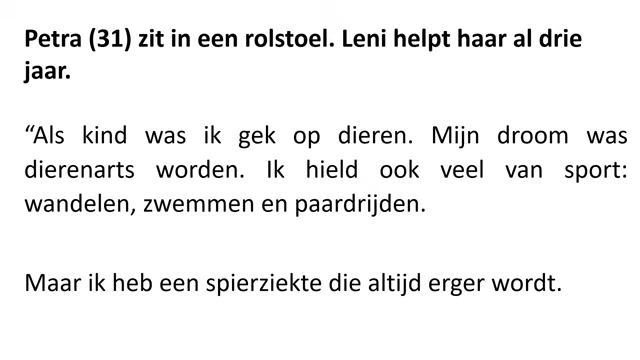 Petra (31) zit in een rolstoel. Leni helpt haar al drie
jaar.
“Als kind was ik gek op dieren. Mijn droom was
dierenarts worden. Ik hield ook veel van sport:
wandelen, zwemmen en paardrijden.
Maar ik heb een spierziekte die altijd erger wordt.